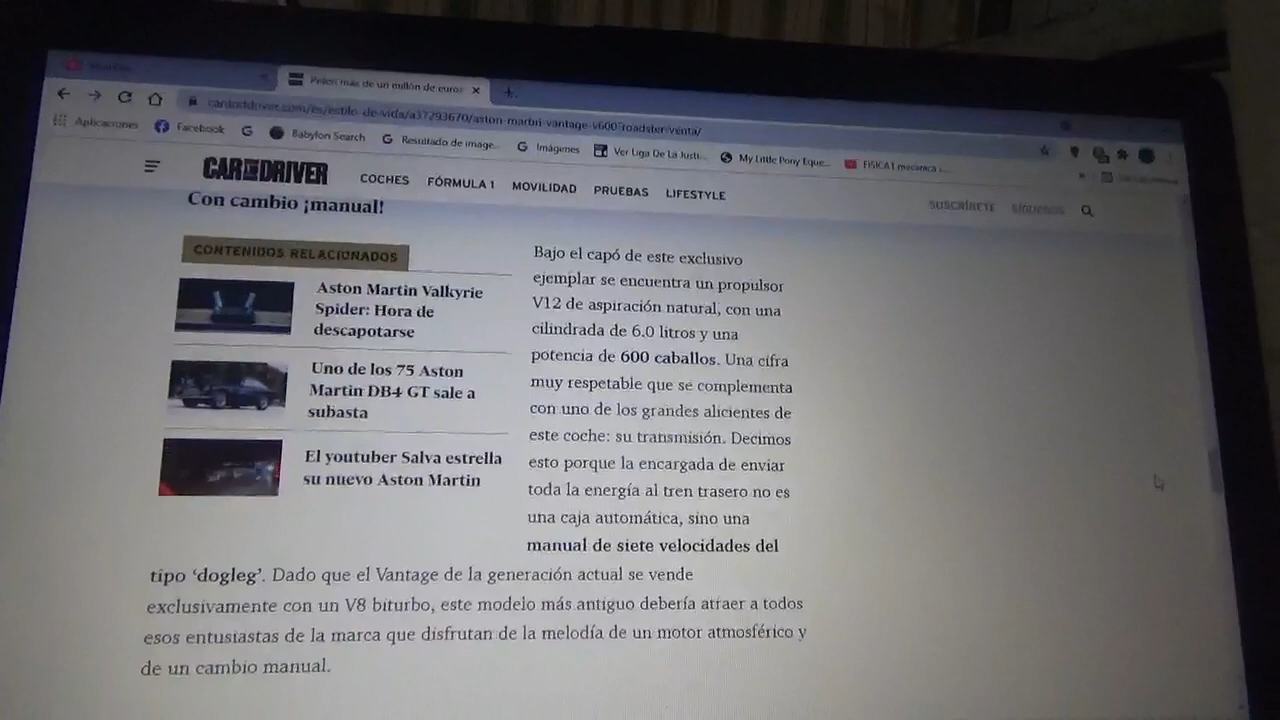 Piden más de un millón de euros
caranddriver.com/es/estilo-de-vida/a37293670/aston-martin-vantage-v600-roadster-venta/
Aplicaciones Facebook Babylon Search Resultado de image... Imágenes Ver Liga De La Justi... My Little Pony Eque... FISICA 1 mecánica
CAR AND DRIVER COCHES FÓRMULA 1 MOVILIDAD PRUEBAS LIFESTYLE SUSCRÍBETE SÍGUENOS
Con cambio ¡manual!
CONTENIDOS RELACIONADOS
Aston Martin Valkyrie
Spider: Hora de
descapotarse
Uno de los 75 Aston
Martin DB4 GT sale a
subasta
El youtuber Salva estrella
su nuevo Aston Martin
Bajo el capó de este exclusivo
ejemplar se encuentra un propulsor
V12 de aspiración natural, con una
cilindrada de 6.0 litros y una
potencia de 600 caballos. Una cifra
muy respetable que se complementa
con uno de los grandes alicientes de
este coche: su transmisión. Decimos
esto porque la encargada de enviar
toda la energía al tren trasero no es
una caja automática, sino una
manual de siete velocidades del
tipo ‘dogleg’. Dado que el Vantage de la generación actual se vende
exclusivamente con un V8 biturbo, este modelo más antiguo debería atraer a todos
esos entusiastas de la marca que disfrutan de la melodía de un motor atmosférico y
de un cambio manual.